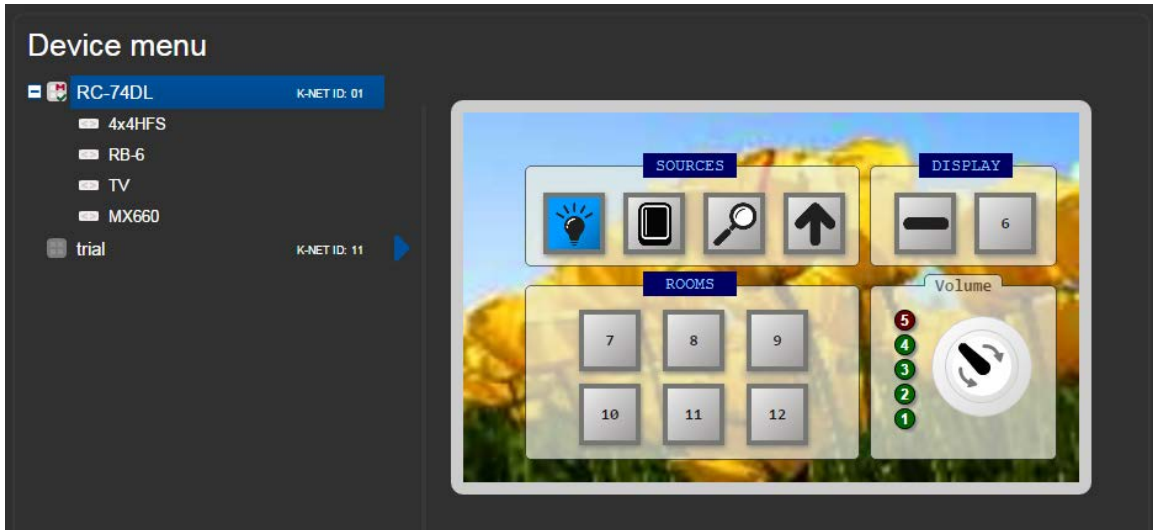 Device menu
RC-74DL K-NET ID: 01
4x4HFS
RB-6
TV
MX660
trial K-NET ID: 11
SOURCES DISPLAY
6
ROOMS Volume
7 8 9
10 11 12
5
4
3
2
1